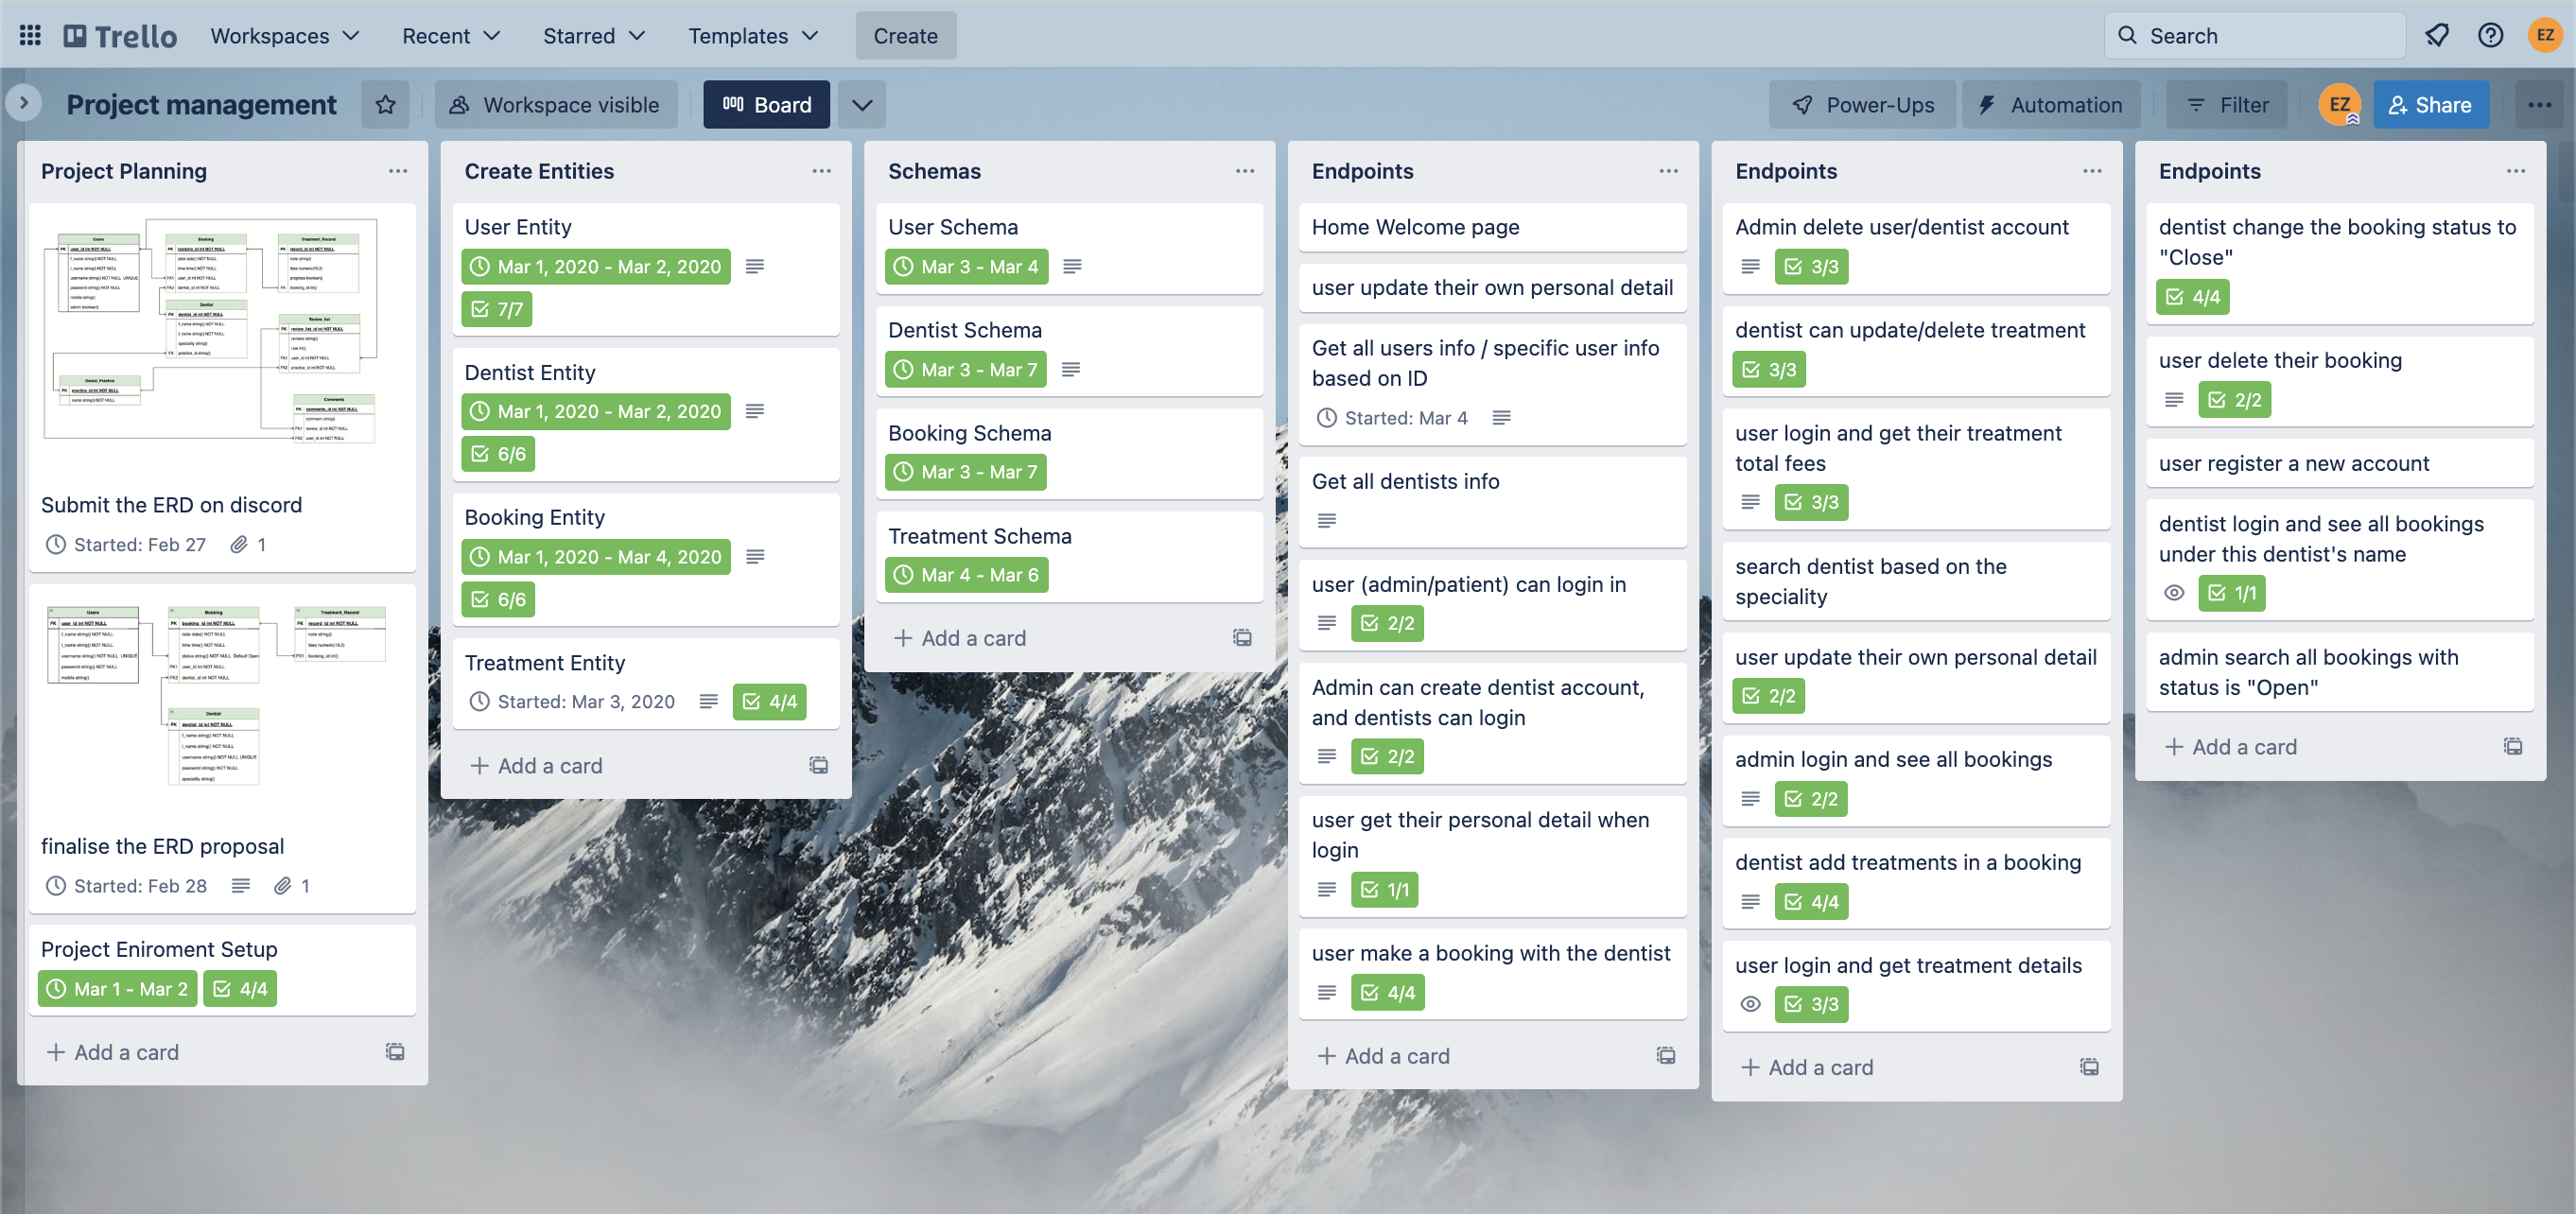 Trello
Workspaces
Recent
Starred
Templates
Create
Search
EZ
Project management
Workspace visible
Board
Power-Ups
Automation
Filter
EZ
Share
Project Planning
Users
Booking
Treatment_Record
Dentist
Review_list
Dentist_Practice
Comments
Submit the ERD on discord
Started: Feb 27
1
Users
Booking
Treatment_Record
Dentist
finalise the ERD proposal
Started: Feb 28
1
Project Eniroment Setup
Mar 1 - Mar 2
4/4
Add a card
Create Entities
User Entity
Mar 1, 2020 - Mar 2, 2020
7/7
Dentist Entity
Mar 1, 2020 - Mar 2, 2020
6/6
Booking Entity
Mar 1, 2020 - Mar 4, 2020
6/6
Treatment Entity
Started: Mar 3, 2020
4/4
Add a card
Schemas
User Schema
Mar 3 - Mar 4
Dentist Schema
Mar 3 - Mar 7
Booking Schema
Mar 3 - Mar 7
Treatment Schema
Mar 4 - Mar 6
Add a card
Endpoints
Home Welcome page
user update their own personal detail
Get all users info / specific user info
based on ID
Started: Mar 4
Get all dentists info
user (admin/patient) can login in
2/2
Admin can create dentist account,
and dentists can login
2/2
user get their personal detail when
login
1/1
user make a booking with the dentist
4/4
Add a card
Endpoints
Admin delete user/dentist account
3/3
dentist can update/delete treatment
3/3
user login and get their treatment
total fees
3/3
search dentist based on the
speciality
user update their own personal detail
2/2
admin login and see all bookings
2/2
dentist add treatments in a booking
4/4
user login and get treatment details
3/3
Add a card
Endpoints
dentist change the booking status to
"Close"
4/4
user delete their booking
2/2
user register a new account
dentist login and see all bookings
under this dentist's name
1/1
admin search all bookings with
status is "Open"
Add a card